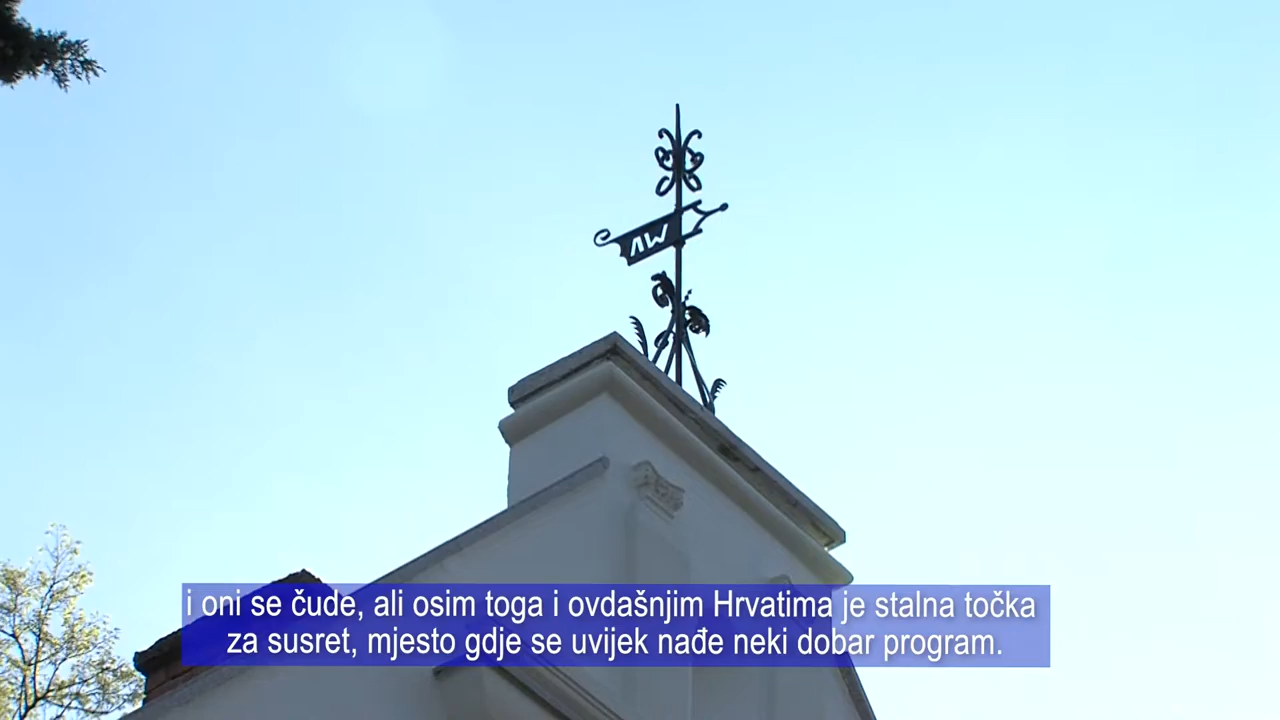 i oni se čude, ali osim toga i ovdašnjim Hrvatima je stalna točka
za susret, mjesto gdje se uvijek nađe neki dobar program.